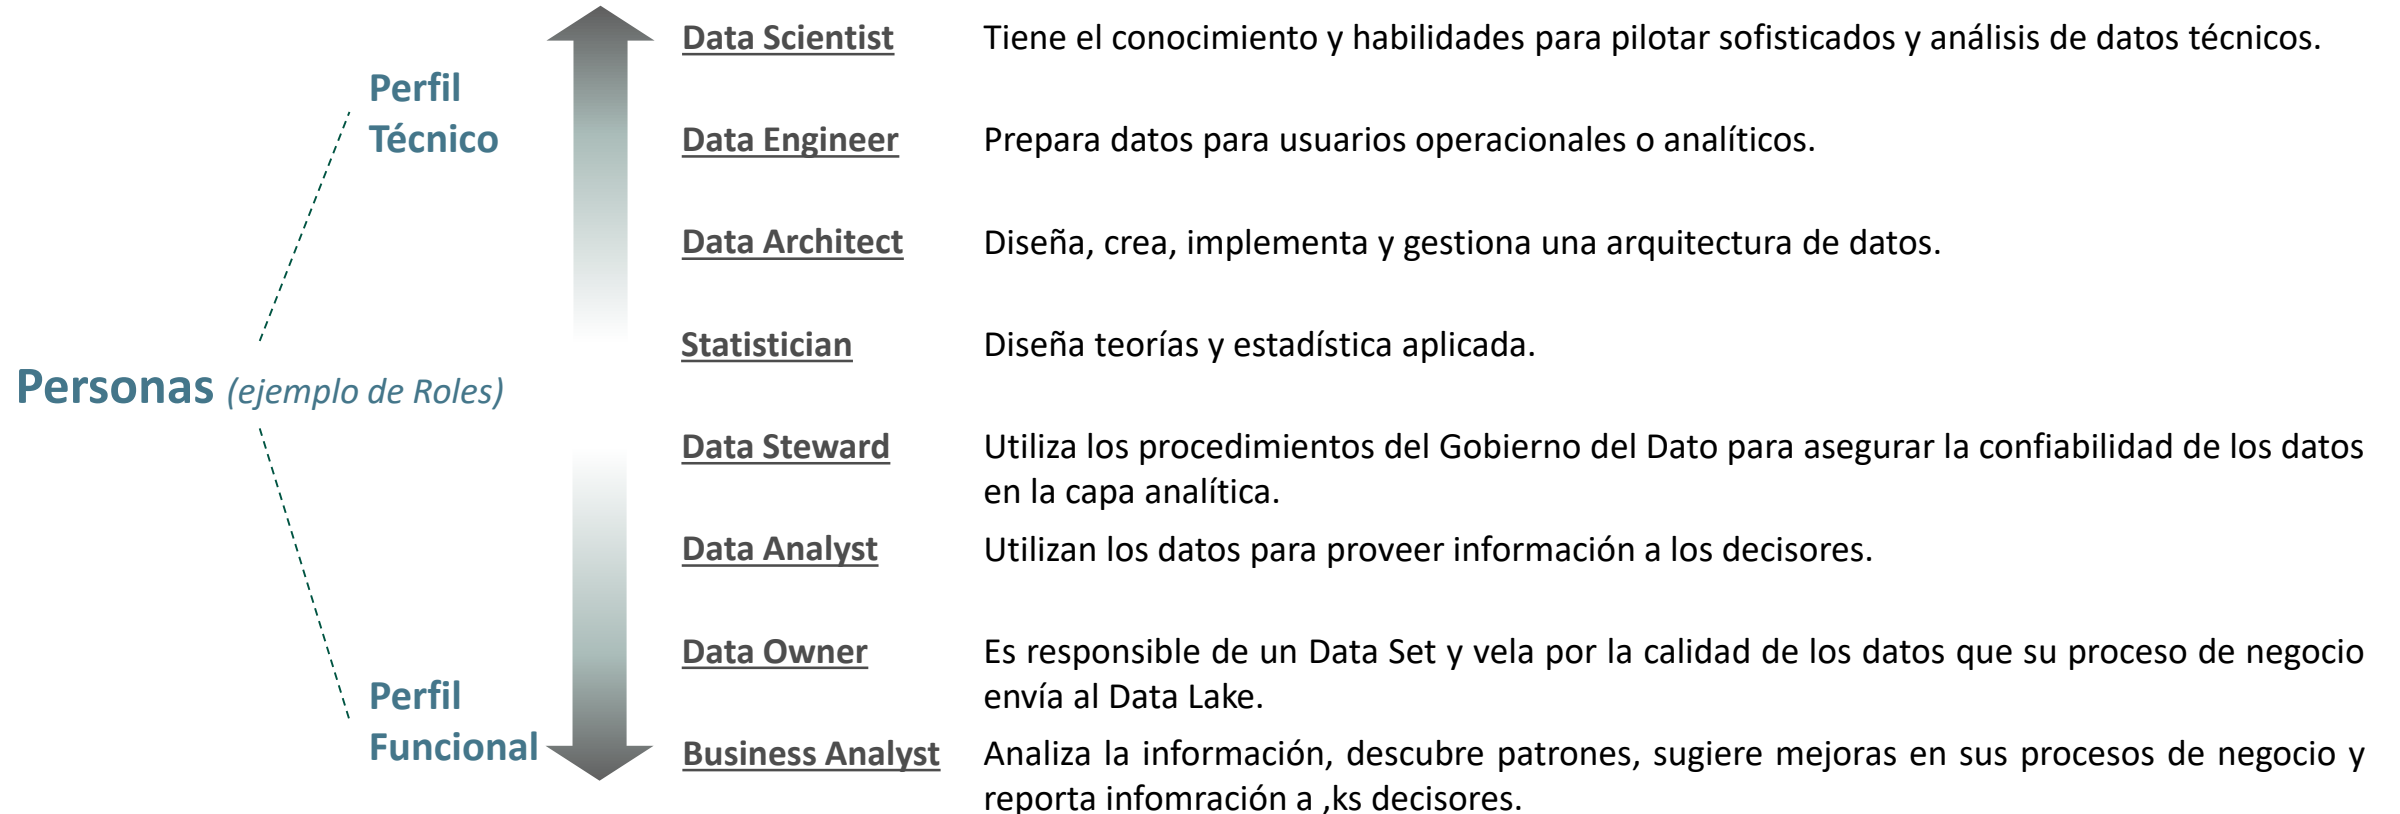 Data Scientist Tiene el conocimiento y habilidades para pilotar sofisticados y análisis de datos técnicos.
Perfil
Técnico
Data Engineer Prepara datos para usuarios operacionales o analíticos.
Data Architect Diseña, crea, implementa y gestiona una arquitectura de datos.
Statistician Diseña teorías y estadística aplicada.
Personas (ejemplo de Roles)
Data Steward Utiliza los procedimientos del Gobierno del Dato para asegurar la confiabilidad de los datos
en la capa analítica.
Data Analyst Utilizan los datos para proveer información a los decisores.
Data Owner Es responsible de un Data Set y vela por la calidad de los datos que su proceso de negocio
envía al Data Lake.
Perfil
Funcional
Business Analyst Analiza la información, descubre patrones, sugiere mejoras en sus procesos de negocio y
reporta infomración a ,ks decisores.